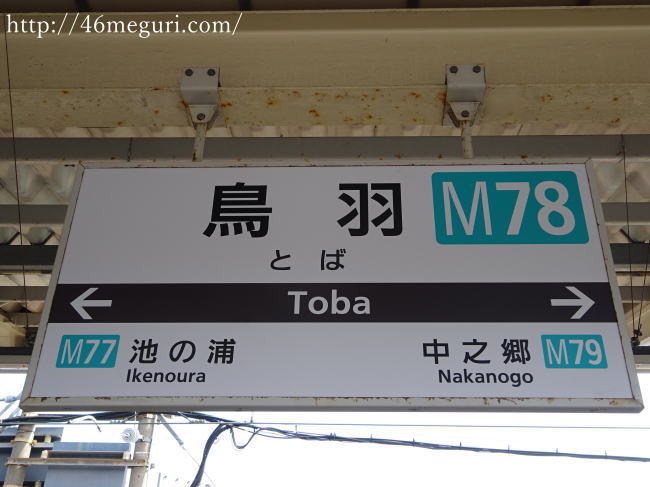 http://46meguri.com/
鳥羽 M78
とば
← Toba →
M77 池の浦 中之郷 M79
Ikenoura Nakanogo